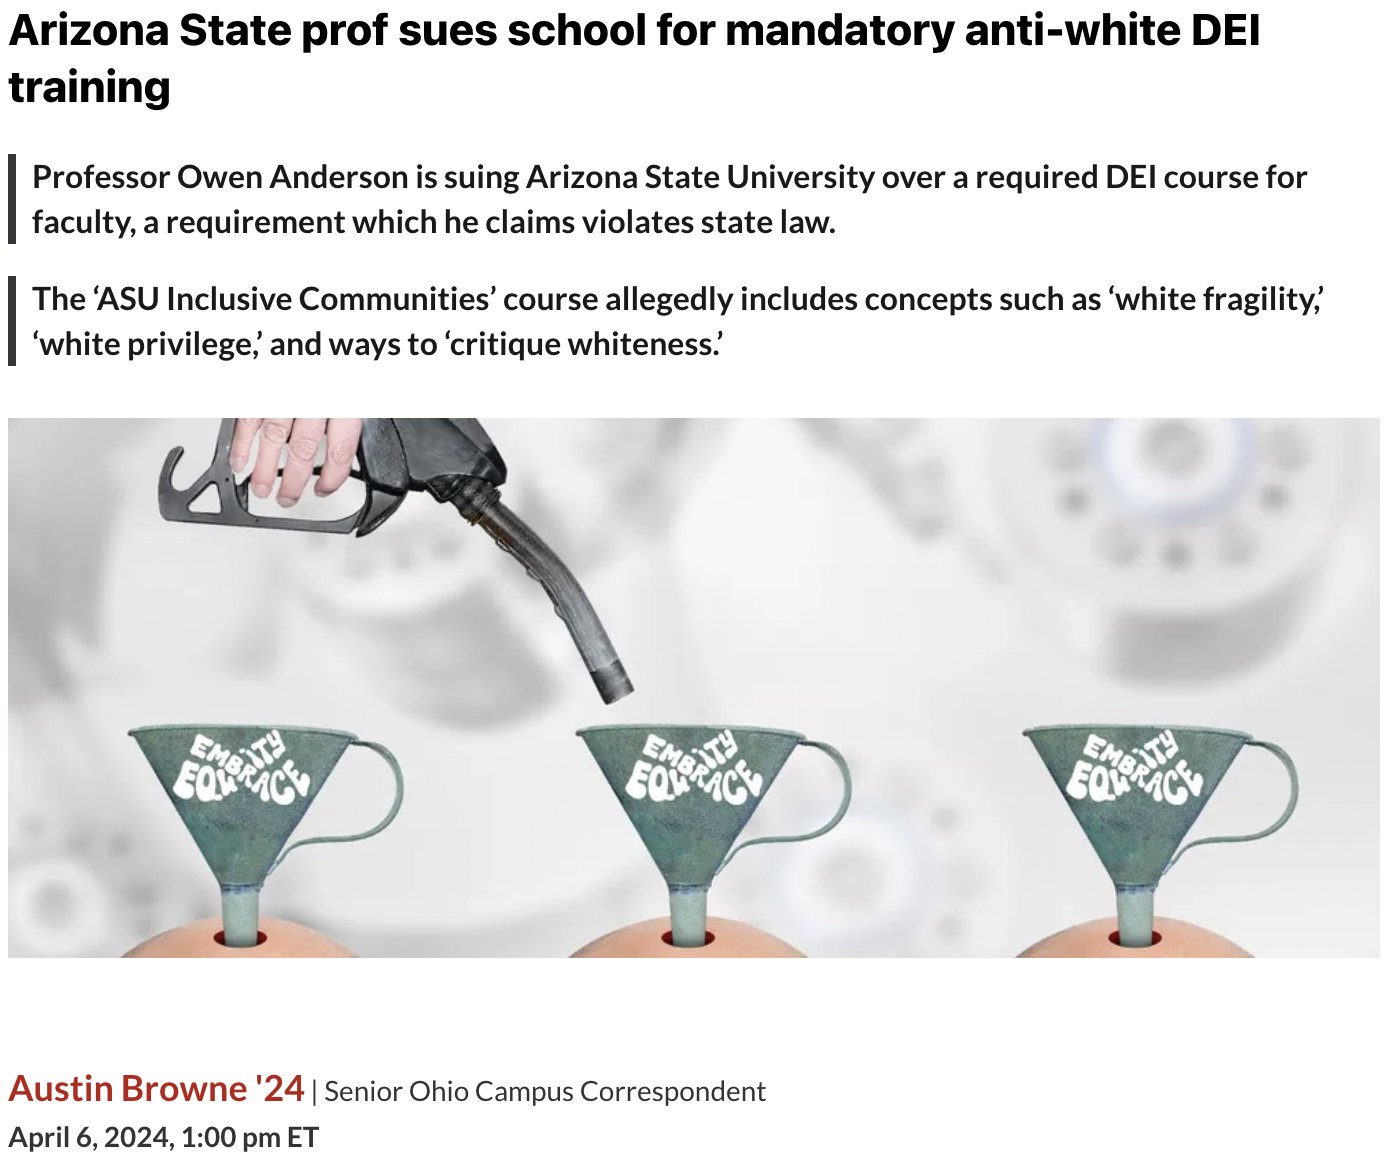 Arizona State prof sues school for mandatory anti-white DEI
training
Professor Owen Anderson is suing Arizona State University over a required DEI course for
faculty, a requirement which he claims violates state law.
The ‘ASU Inclusive Communities’ course allegedly includes concepts such as ‘white fragility,’
‘white privilege,’ and ways to ‘critique whiteness.’
EMBRACE EQUITY
EMBRACE EQUITY
EMBRACE EQUITY
Austin Browne '24 | Senior Ohio Campus Correspondent
April 6, 2024, 1:00 pm ET